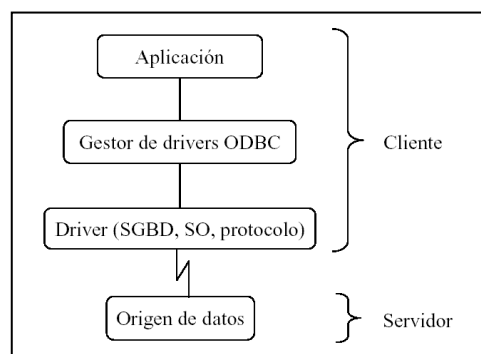 Aplicación
Gestor de drivers ODBC
Cliente
Driver (SGBD, SO, protocolo)
Origen de datos
Servidor